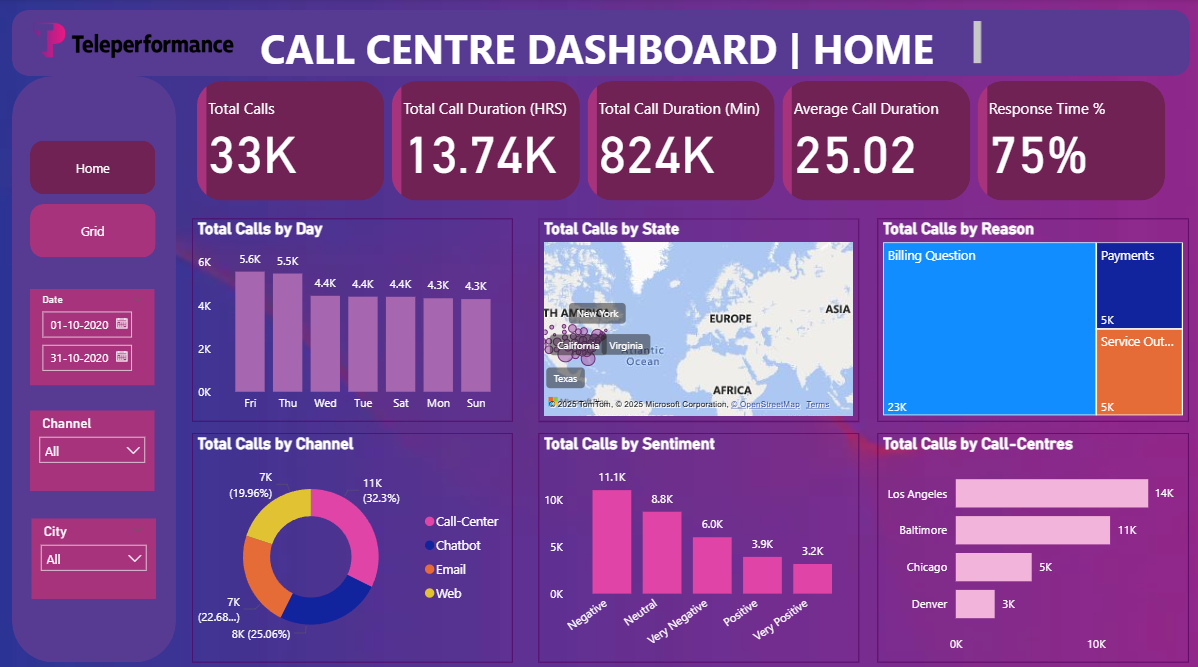 Teleperformance
CALL CENTRE DASHBOARD | HOME
Total Calls
33K
Total Call Duration (HRS)
13.74K
Total Call Duration (Min)
824K
Average Call Duration
25.02
Response Time %
75%
Home
Grid
Date
01-10-2020
31-10-2020
Channel
All
City
All
Total Calls by Day
6K
4K
2K
0K
5.6K
5.5K
4.4K
4.4K
4.4K
4.3K
4.3K
Fri
Thu
Wed
Tue
Sat
Mon
Sun
Total Calls by State
TH AM
New York
California
Virginia
Texas
EUROPE
ASIA
AFRICA
antic
Ocean
© 2025 TomTom, © 2025 Microsoft Corporation, © OpenStreetMap Terms
Total Calls by Reason
Billing Question
23K
Payments
5K
Service Out...
5K
Total Calls by Channel
7K
(19.96%)
11K
(32.3%)
7K
(22.68...)
8K (25.06%)
Call-Center
Chatbot
Email
Web
Total Calls by Sentiment
10K
5K
0K
11.1K
8.8K
6.0K
3.9K
3.2K
Negative
Neutral
Very Negative
Positive
Very Positive
Total Calls by Call-Centres
Los Angeles
14K
Baltimore
11K
Chicago
5K
Denver
3K
0K
10K